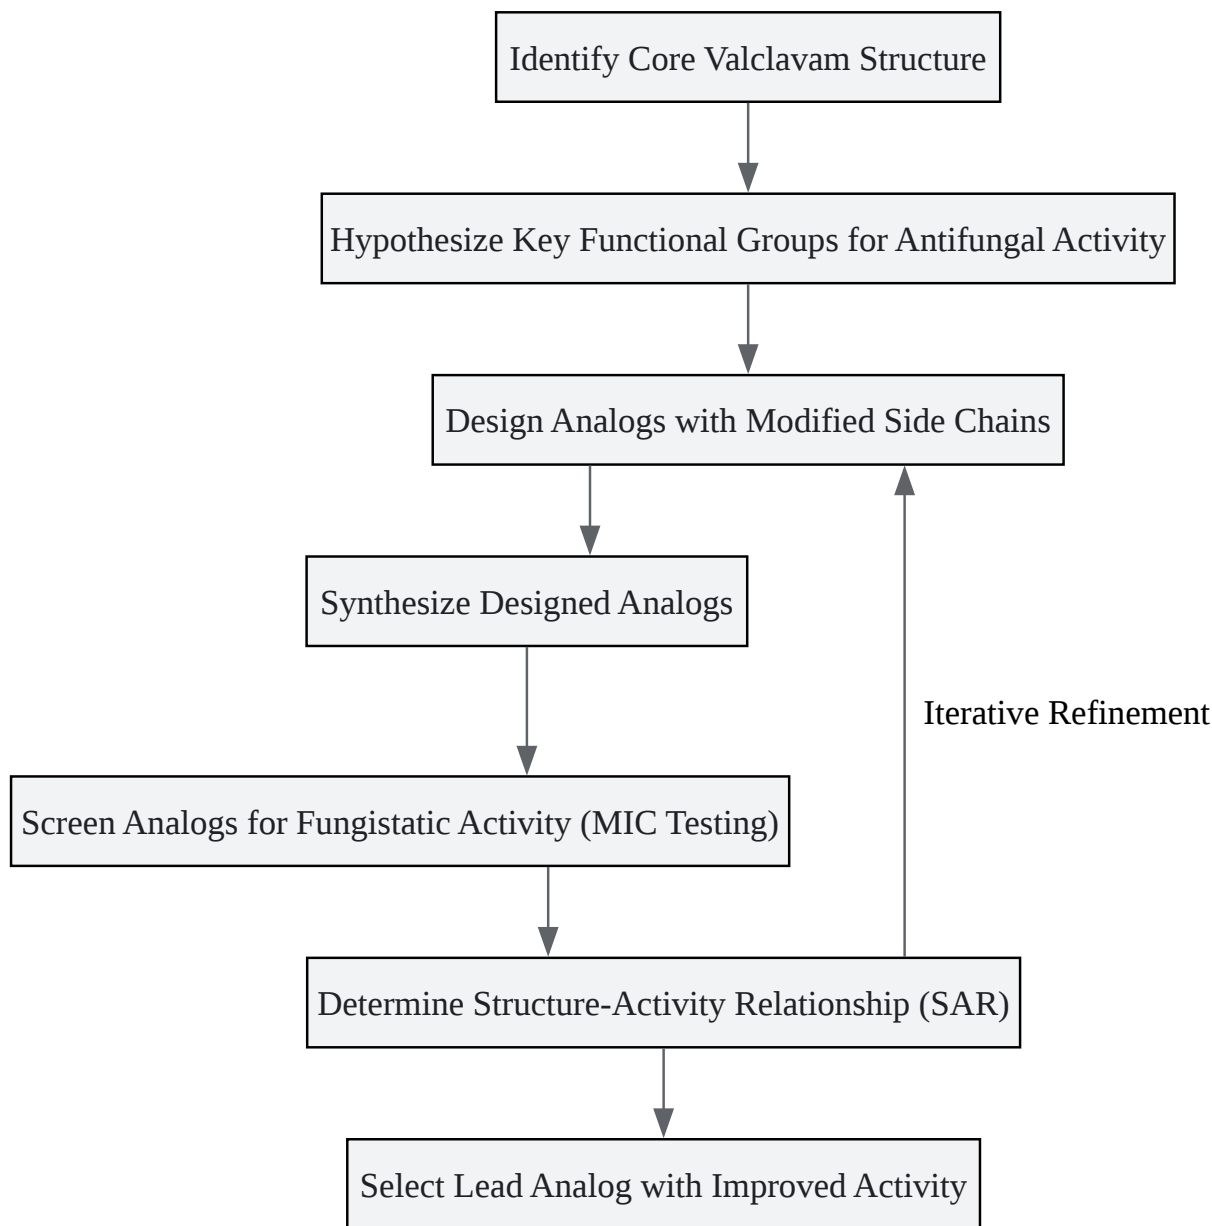 Identify Core Valclavam Structure
Hypothesize Key Functional Groups for Antifungal Activity
Design Analogs with Modified Side Chains
Synthesize Designed Analogs
Iterative Refinement
Screen Analogs for Fungistatic Activity (MIC Testing)
Determine Structure-Activity Relationship (SAR)
Select Lead Analog with Improved Activity